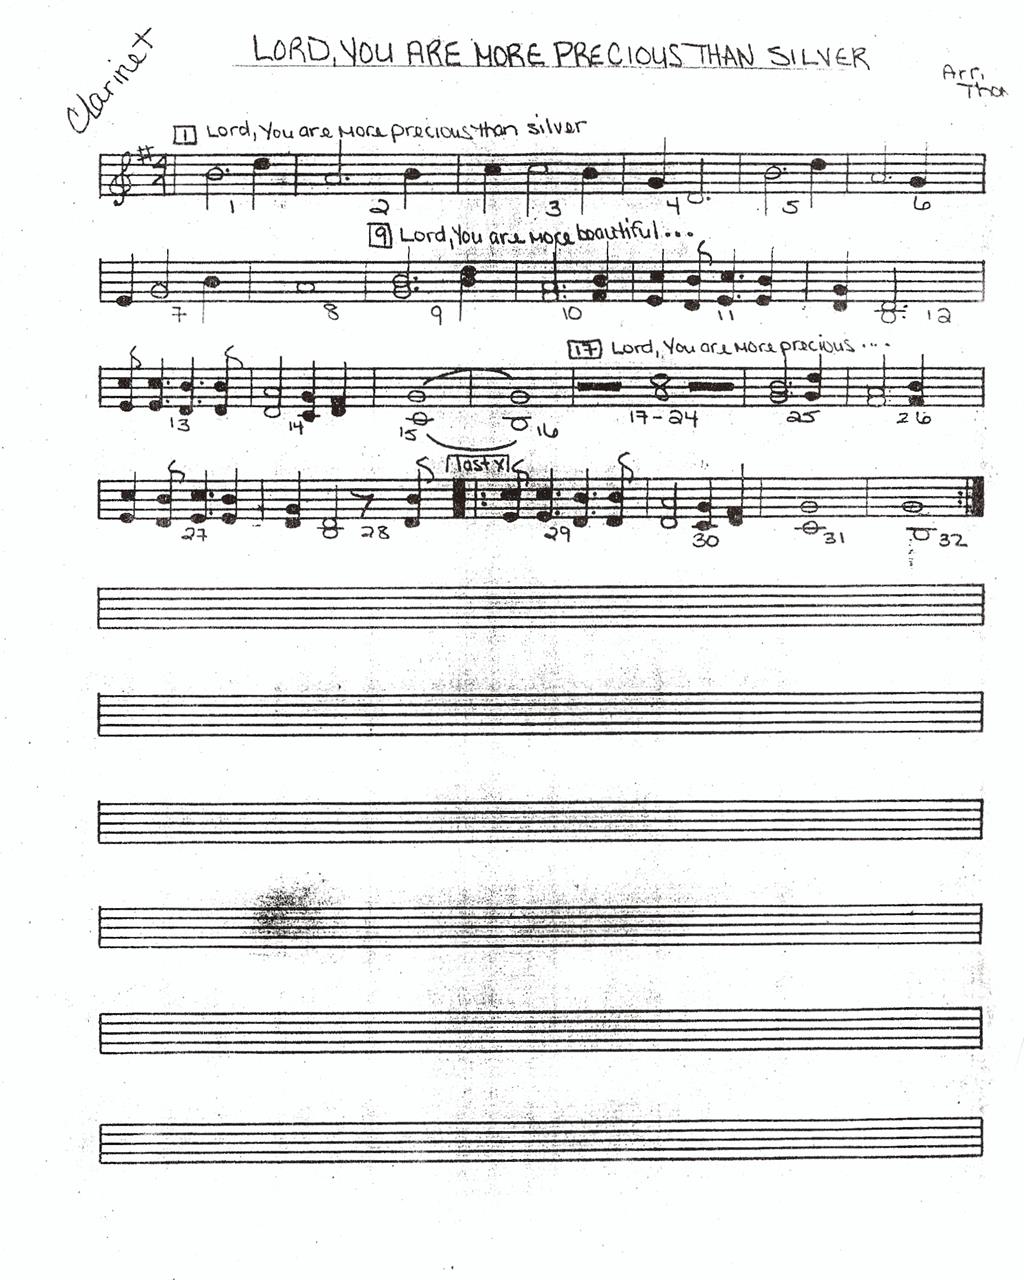 Clarinet
LORD, YOU ARE MORE PRECIOUS THAN SILVER
Arr.
Tho
1 Lord, You are more precious than silver
4
4
1 2 3 4 5 6
9 Lord, You are more beautiful...
7 8 9 10 11 12
17 Lord, You are more precious...
8
13 14 15 16 17-24 25 26
last x
27 28 29 30 31 32